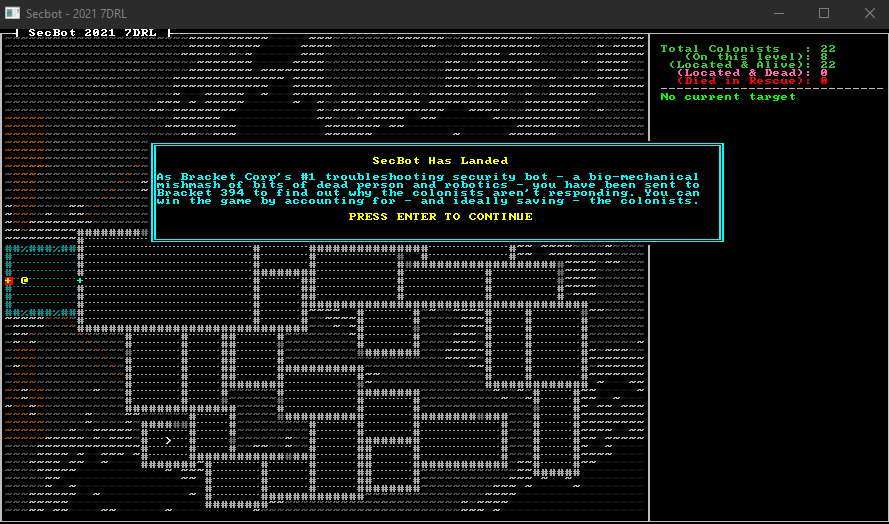 Secbot - 2021 7DRL
SecBot 2021 7DRL
Total Colonists : 22
(On this level): 8
(Located & Alive): 22
(Located & Dead): 0
(Died in Rescue): 0
No current target
SecBot Has Landed
As Bracket Corp's #1 troubleshooting security bot - a bio-mechanical
mishmash of bits of dead person and robotics - you have been sent to
Bracket 394 to find out why the colonists aren't responding. You can
win the game by accounting for - and ideally saving - the colonists.
PRESS ENTER TO CONTINUE